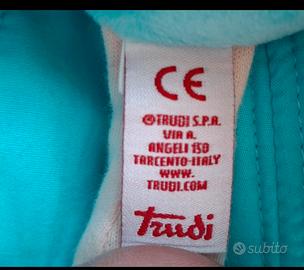 CE
©TRUDI S.P.A.
VIA A.
ANGELI 150
TARCENTO-ITALY
WWW.
TRUDI.COM
Trudi
subito